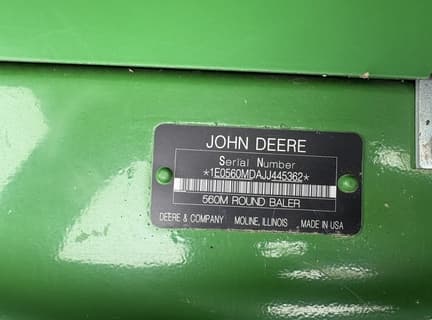 JOHN DEERE
Serial Number
*1E0560MDAJJ445362*
560M ROUND BALER
DEERE & COMPANY MOLINE, ILLINOIS MADE IN USA